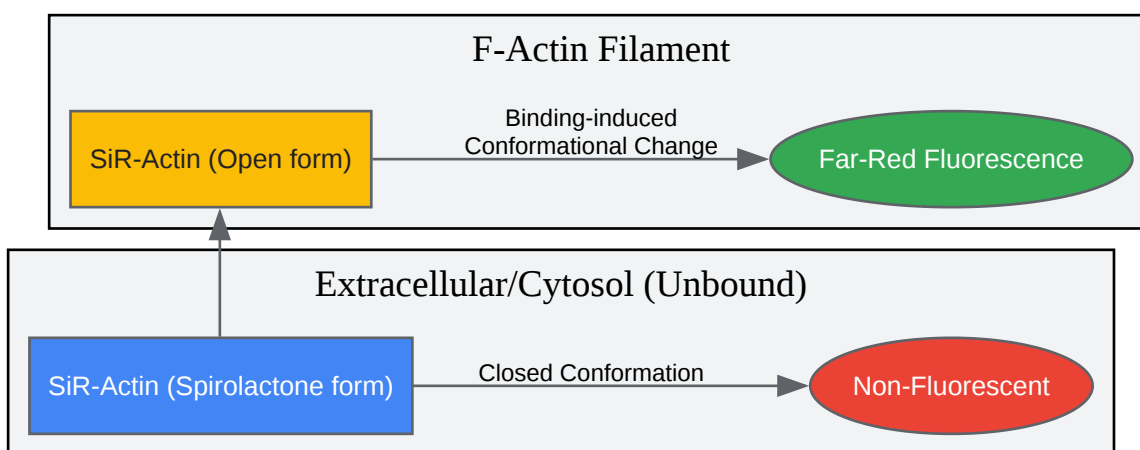 F-Actin Filament
SiR-Actin (Open form)
Binding-induced
Conformational Change
Far-Red Fluorescence
Extracellular/Cytosol (Unbound)
SiR-Actin (Spirolactone form)
Closed Conformation
Non-Fluorescent